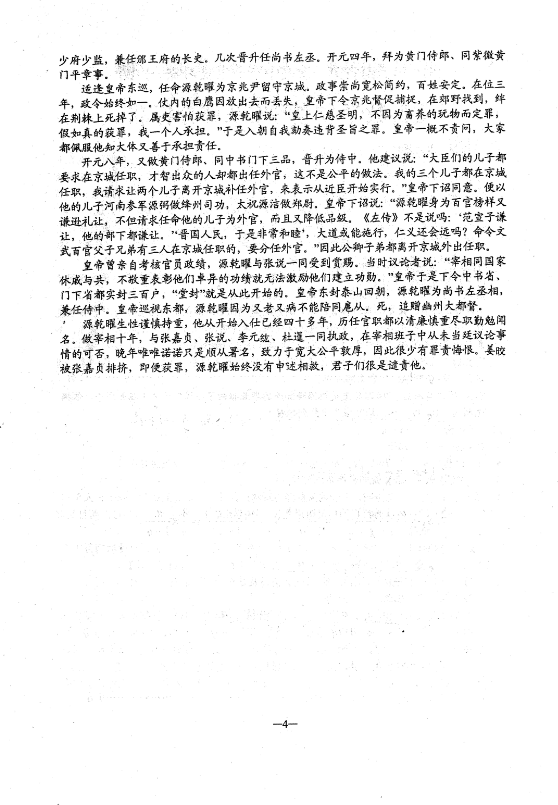 少府少监，兼任邠王府的长史。几次晋升任尚书左丞。开元四年，拜为黄门侍郎、同紫微黄
门平章事。
适逢皇帝东巡，任命源乾曜为京兆尹留守京城。政事崇尚宽松简约，百姓安定。在位三
年，政令始终如一。仗内的白鹰因放出去而丢失，皇帝下令京兆督促捕捉，在郊野找到，绊
在荆棘上死掉了。属吏害怕获罪，源乾曜说：“皇上仁慈圣明，不因为畜养的玩物而定罪，
假如真的获罪，我一个人承担。”于是入朝自我劾奏违背圣旨之罪。皇帝一概不责问，大家
都佩服他知大体又善于承担责任。
开元八年，又做黄门侍郎、同中书门下三品，晋升为侍中。他建议说：“大臣们的儿子都
要求在京城任职，才智出众的人却都出任外官，这不是公平的做法。我的三个儿子都在京城
任职，我请求让两个儿子离开京城补任外官，来表示从近臣开始实行。”皇帝下诏同意。便以
他的儿子河南参军源弼做绛州司功，太祝源洁做郑尉。皇帝下诏说：“源乾曜身为百官榜样又
谦逊礼让，不但请求任命他的儿子为外官，而且又降低品级。《左传》不是说吗：‘范宣子谦
让，他的部下都谦让。’‘晋国人民，于是非常和睦’，大道或能施行，仁义还会远吗？命令文
武百官父子兄弟有三人在京城任职的，要分任外官。”因此公卿子弟都离开京城外出任职。
皇帝曾亲自考核官员政绩，源乾曜与张说一同受到赏赐。当时议论者说：“宰相同国家
休戚与共，不敬重表彰他们卓异的功绩就无法激励他们建立功勋。”皇帝于是下令中书省、
门下省都实封三百户，“堂封”就是从此开始的。皇帝东封泰山回朝，源乾曜为尚书左丞相，
兼任侍中。皇帝巡视东都，源乾曜因为又老又病不能陪同扈从。死，追赠幽州大都督。
源乾曜生性谨慎持重，他从开始入仕已经四十多年，历任官职都以清廉慎重尽职勤勉闻
名。做宰相十年，与张嘉贞、张说、李元纮、杜暹一同执政，在宰相班子中从未当廷议论事
情的可否，晚年唯唯诺诺只是顺从署名，致力于宽大公平敦厚，因此很少有罪责悔恨。姜皎
被张嘉贞排挤，即使获罪，源乾曜始终没有申述相救，君子们很是谴责他。
—4—